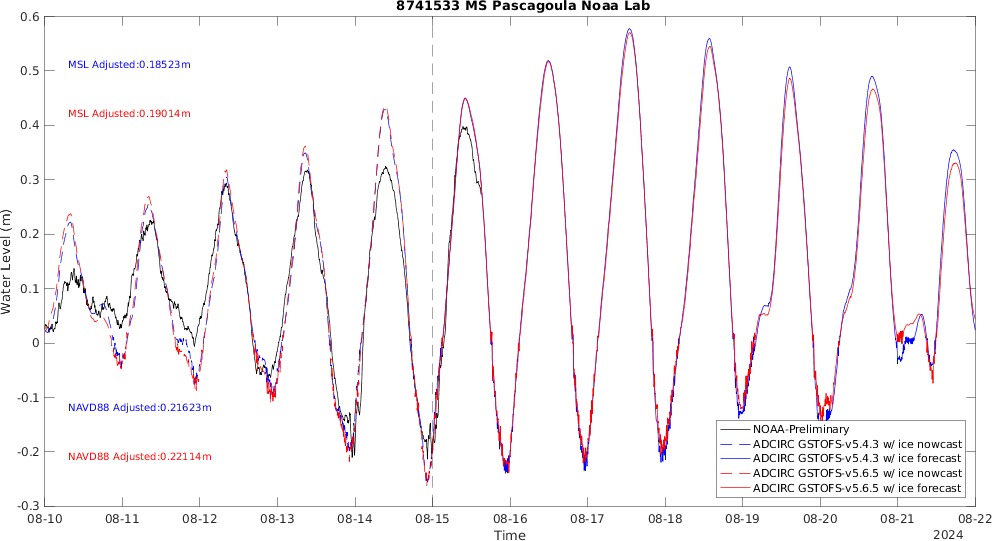 8741533 MS Pascagoula Noaa Lab
0.6
0.5
0.4
0.3
0.2
0.1
0
-0.1
-0.2
-0.3
Water Level (m)
MSL Adjusted:0.18523m
MSL Adjusted:0.19014m
NAVD88 Adjusted:0.21623m
NAVD88 Adjusted:0.22114m
NOAA-Preliminary
ADCIRC GSTOFS-v5.4.3 w/ ice nowcast
ADCIRC GSTOFS-v5.4.3 w/ ice forecast
ADCIRC GSTOFS-v5.6.5 w/ ice nowcast
ADCIRC GSTOFS-v5.6.5 w/ ice forecast
08-10 08-11 08-12 08-13 08-14 08-15 08-16 08-17 08-18 08-19 08-20 08-21 08-22
Time
2024